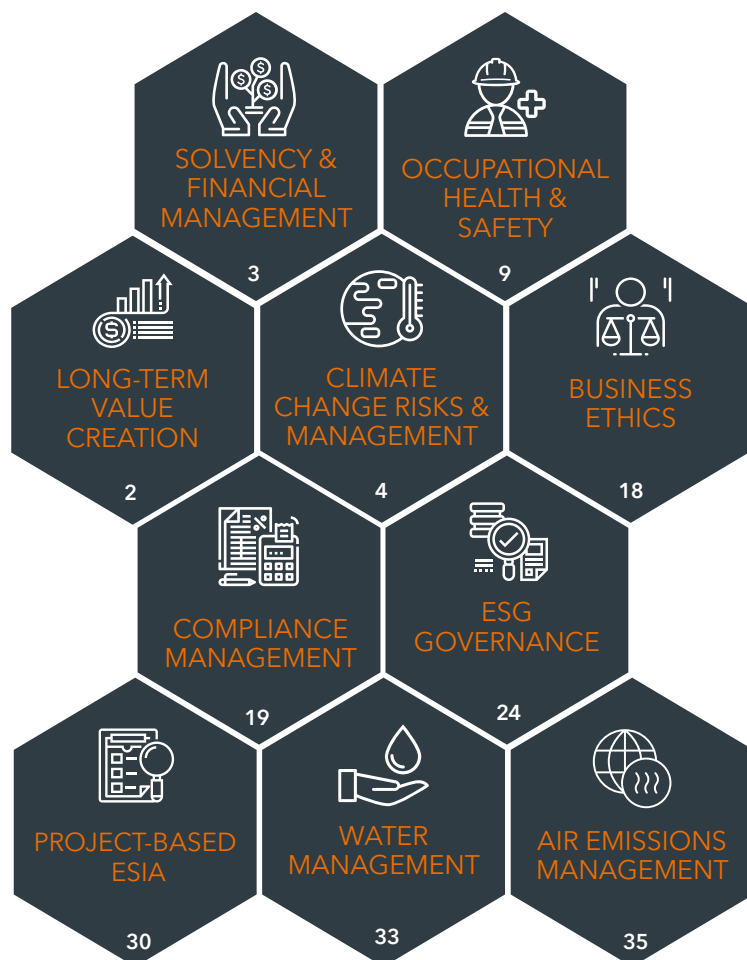 SOLVENCY &
FINANCIAL
MANAGEMENT
3
OCCUPATIONAL
HEALTH &
SAFETY
9
LONG-TERM
VALUE
CREATION
2
CLIMATE
CHANGE RISKS &
MANAGEMENT
4
BUSINESS
ETHICS
18
COMPLIANCE
MANAGEMENT
19
ESG
GOVERNANCE
24
PROJECT-BASED
ESIA
30
WATER
MANAGEMENT
33
AIR EMISSIONS
MANAGEMENT
35